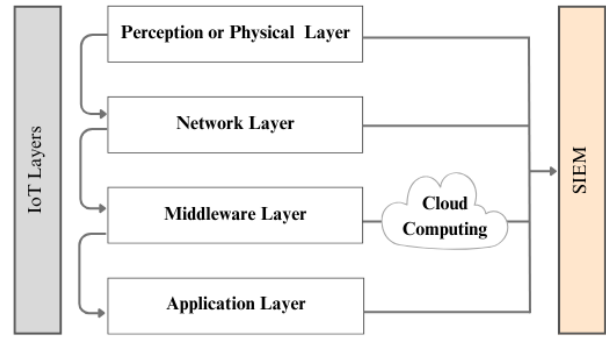 IoT Layers
Perception or Physical Layer
Network Layer
Middleware Layer
Application Layer
Cloud
Computing
SIEM